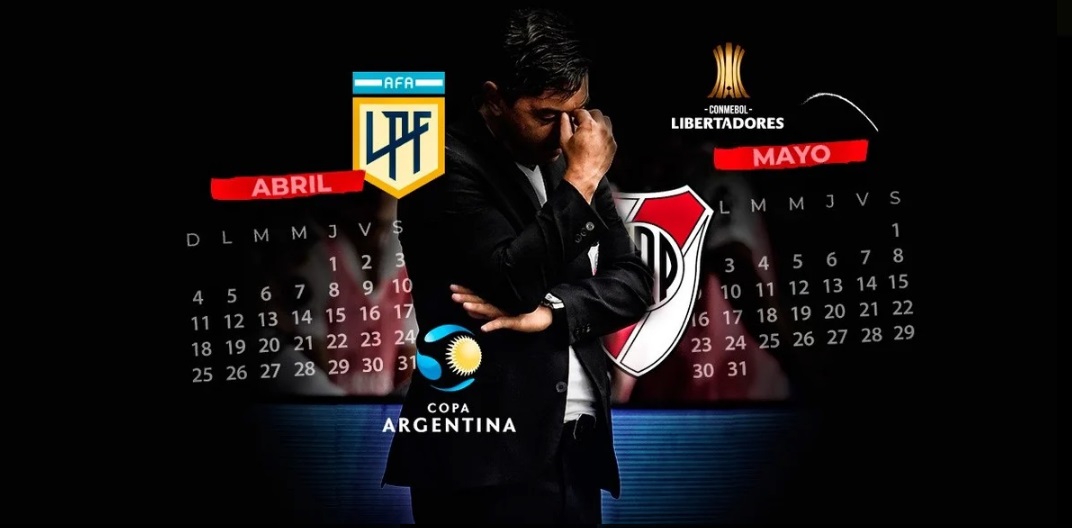 AFA
LPF
ABRIL
D L M M J V S
1 2 3
4 5 6 7 8 9 10
11 12 13 14 15 16 17
18 19 20 21 22 23 24
25 26 27 28 29 30 31
COPA
ARGENTINA
-CONMEBOL-
LIBERTADORES
MAYO
L M M J V S
1
3 4 5 6 7 8
10 11 12 13 14 15
16 17 18 19 20 21 22
23 24 25 26 27 28 29
30 31